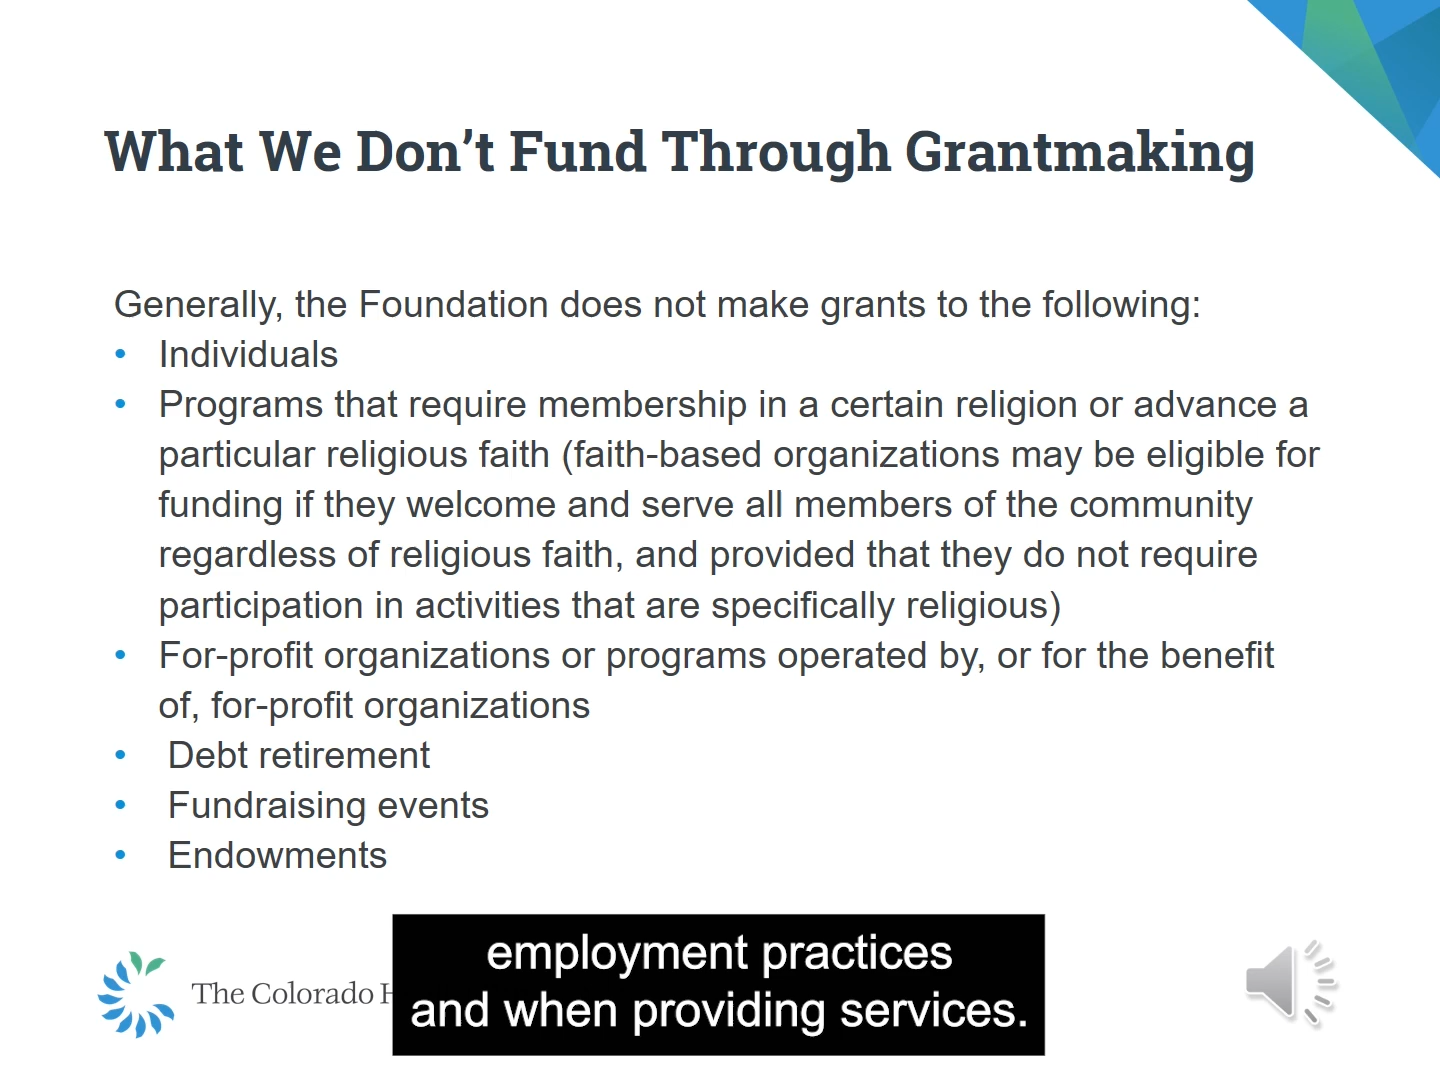 What We Don’t Fund Through Grantmaking
Generally, the Foundation does not make grants to the following:
• Individuals
• Programs that require membership in a certain religion or advance a
particular religious faith (faith-based organizations may be eligible for
funding if they welcome and serve all members of the community
regardless of religious faith, and provided that they do not require
participation in activities that are specifically religious)
• For-profit organizations or programs operated by, or for the benefit
of, for-profit organizations
• Debt retirement
• Fundraising events
• Endowments
employment practices
and when providing services.
The Colorado